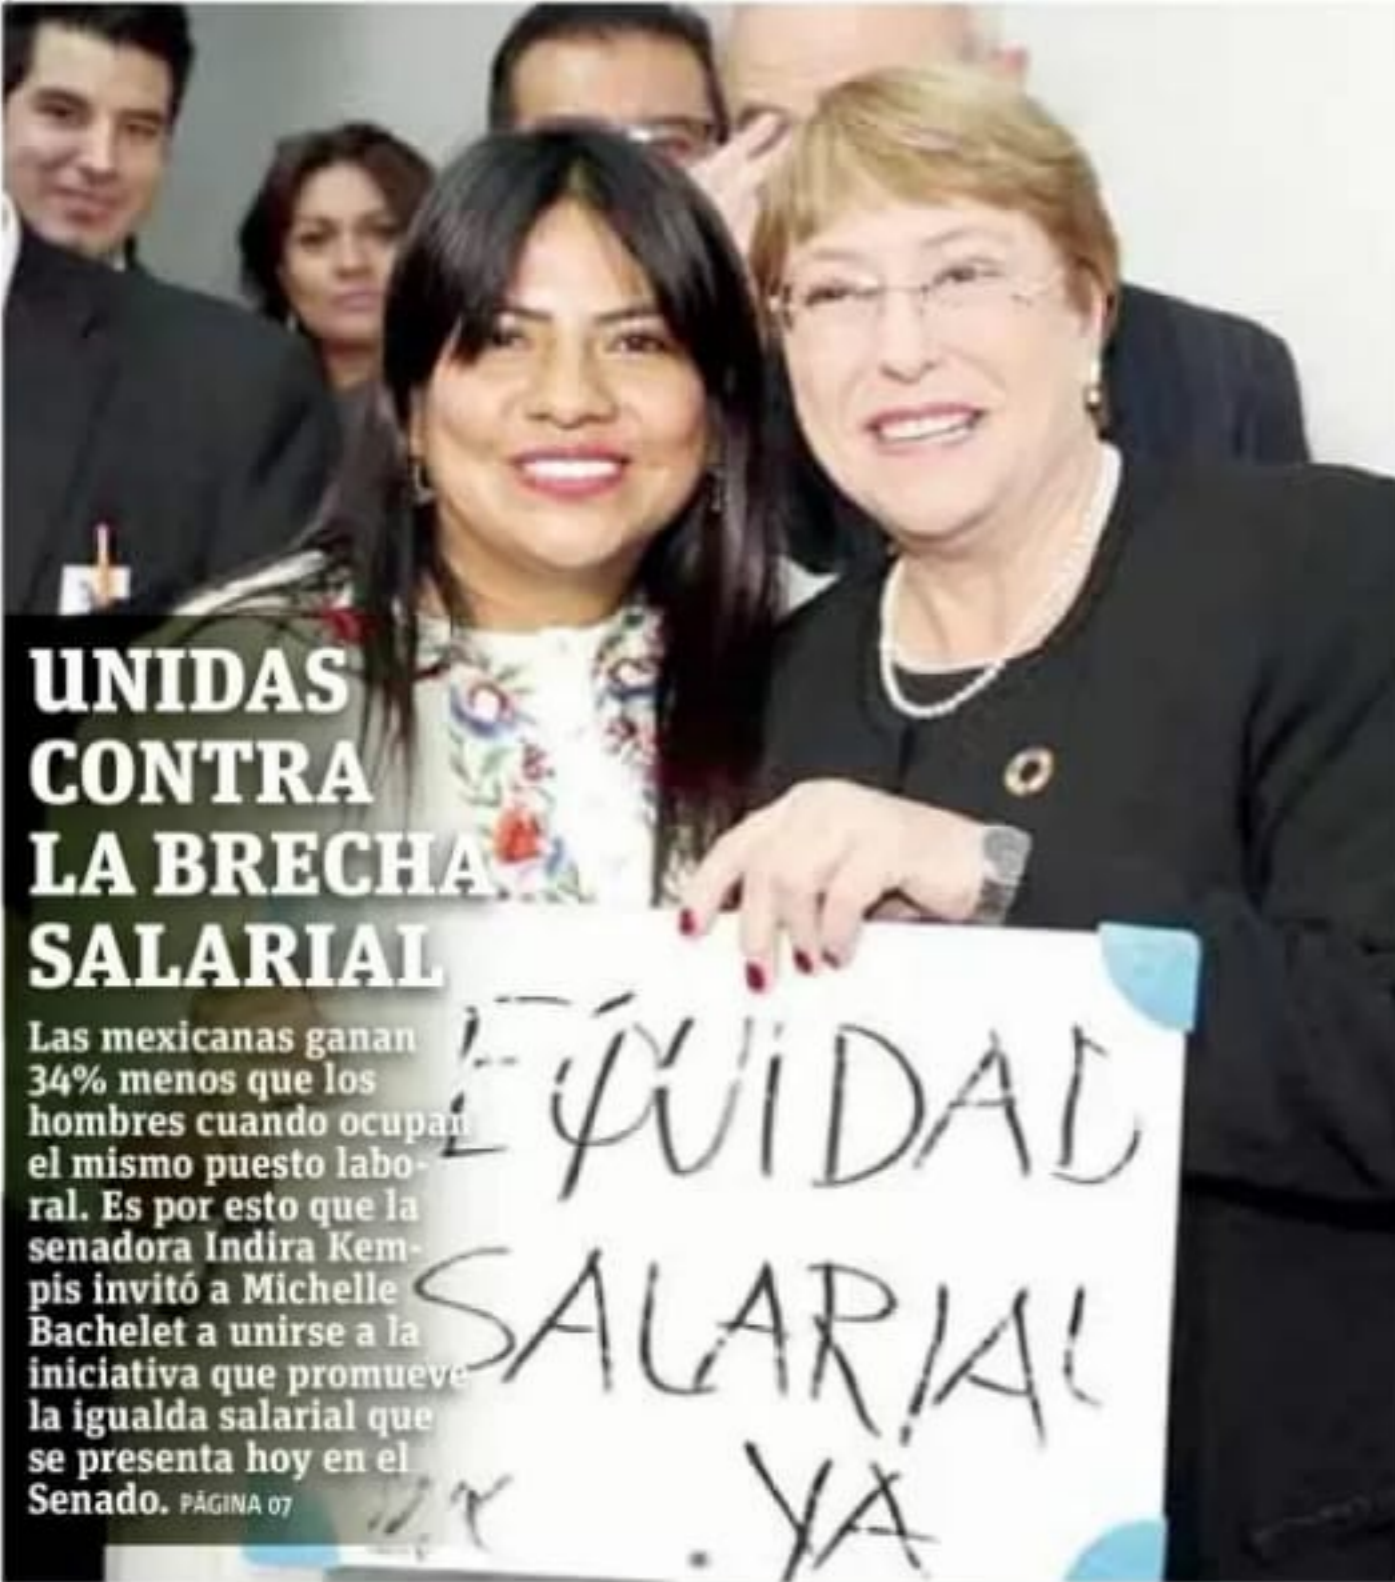 UNIDAS
CONTRA
LA BRECHA
SALARIAL
Las mexicanas ganan
34% menos que los
hombres cuando ocupan
el mismo puesto labo-
ral. Es por esto que la
senadora Indira Kem-
pis invitó a Michelle
Bachelet a unirse a la
iniciativa que promueve
la igualda salarial que
se presenta hoy en el
Senado. PÁGINA 07
EQUIDAD
SALARIAL
YA